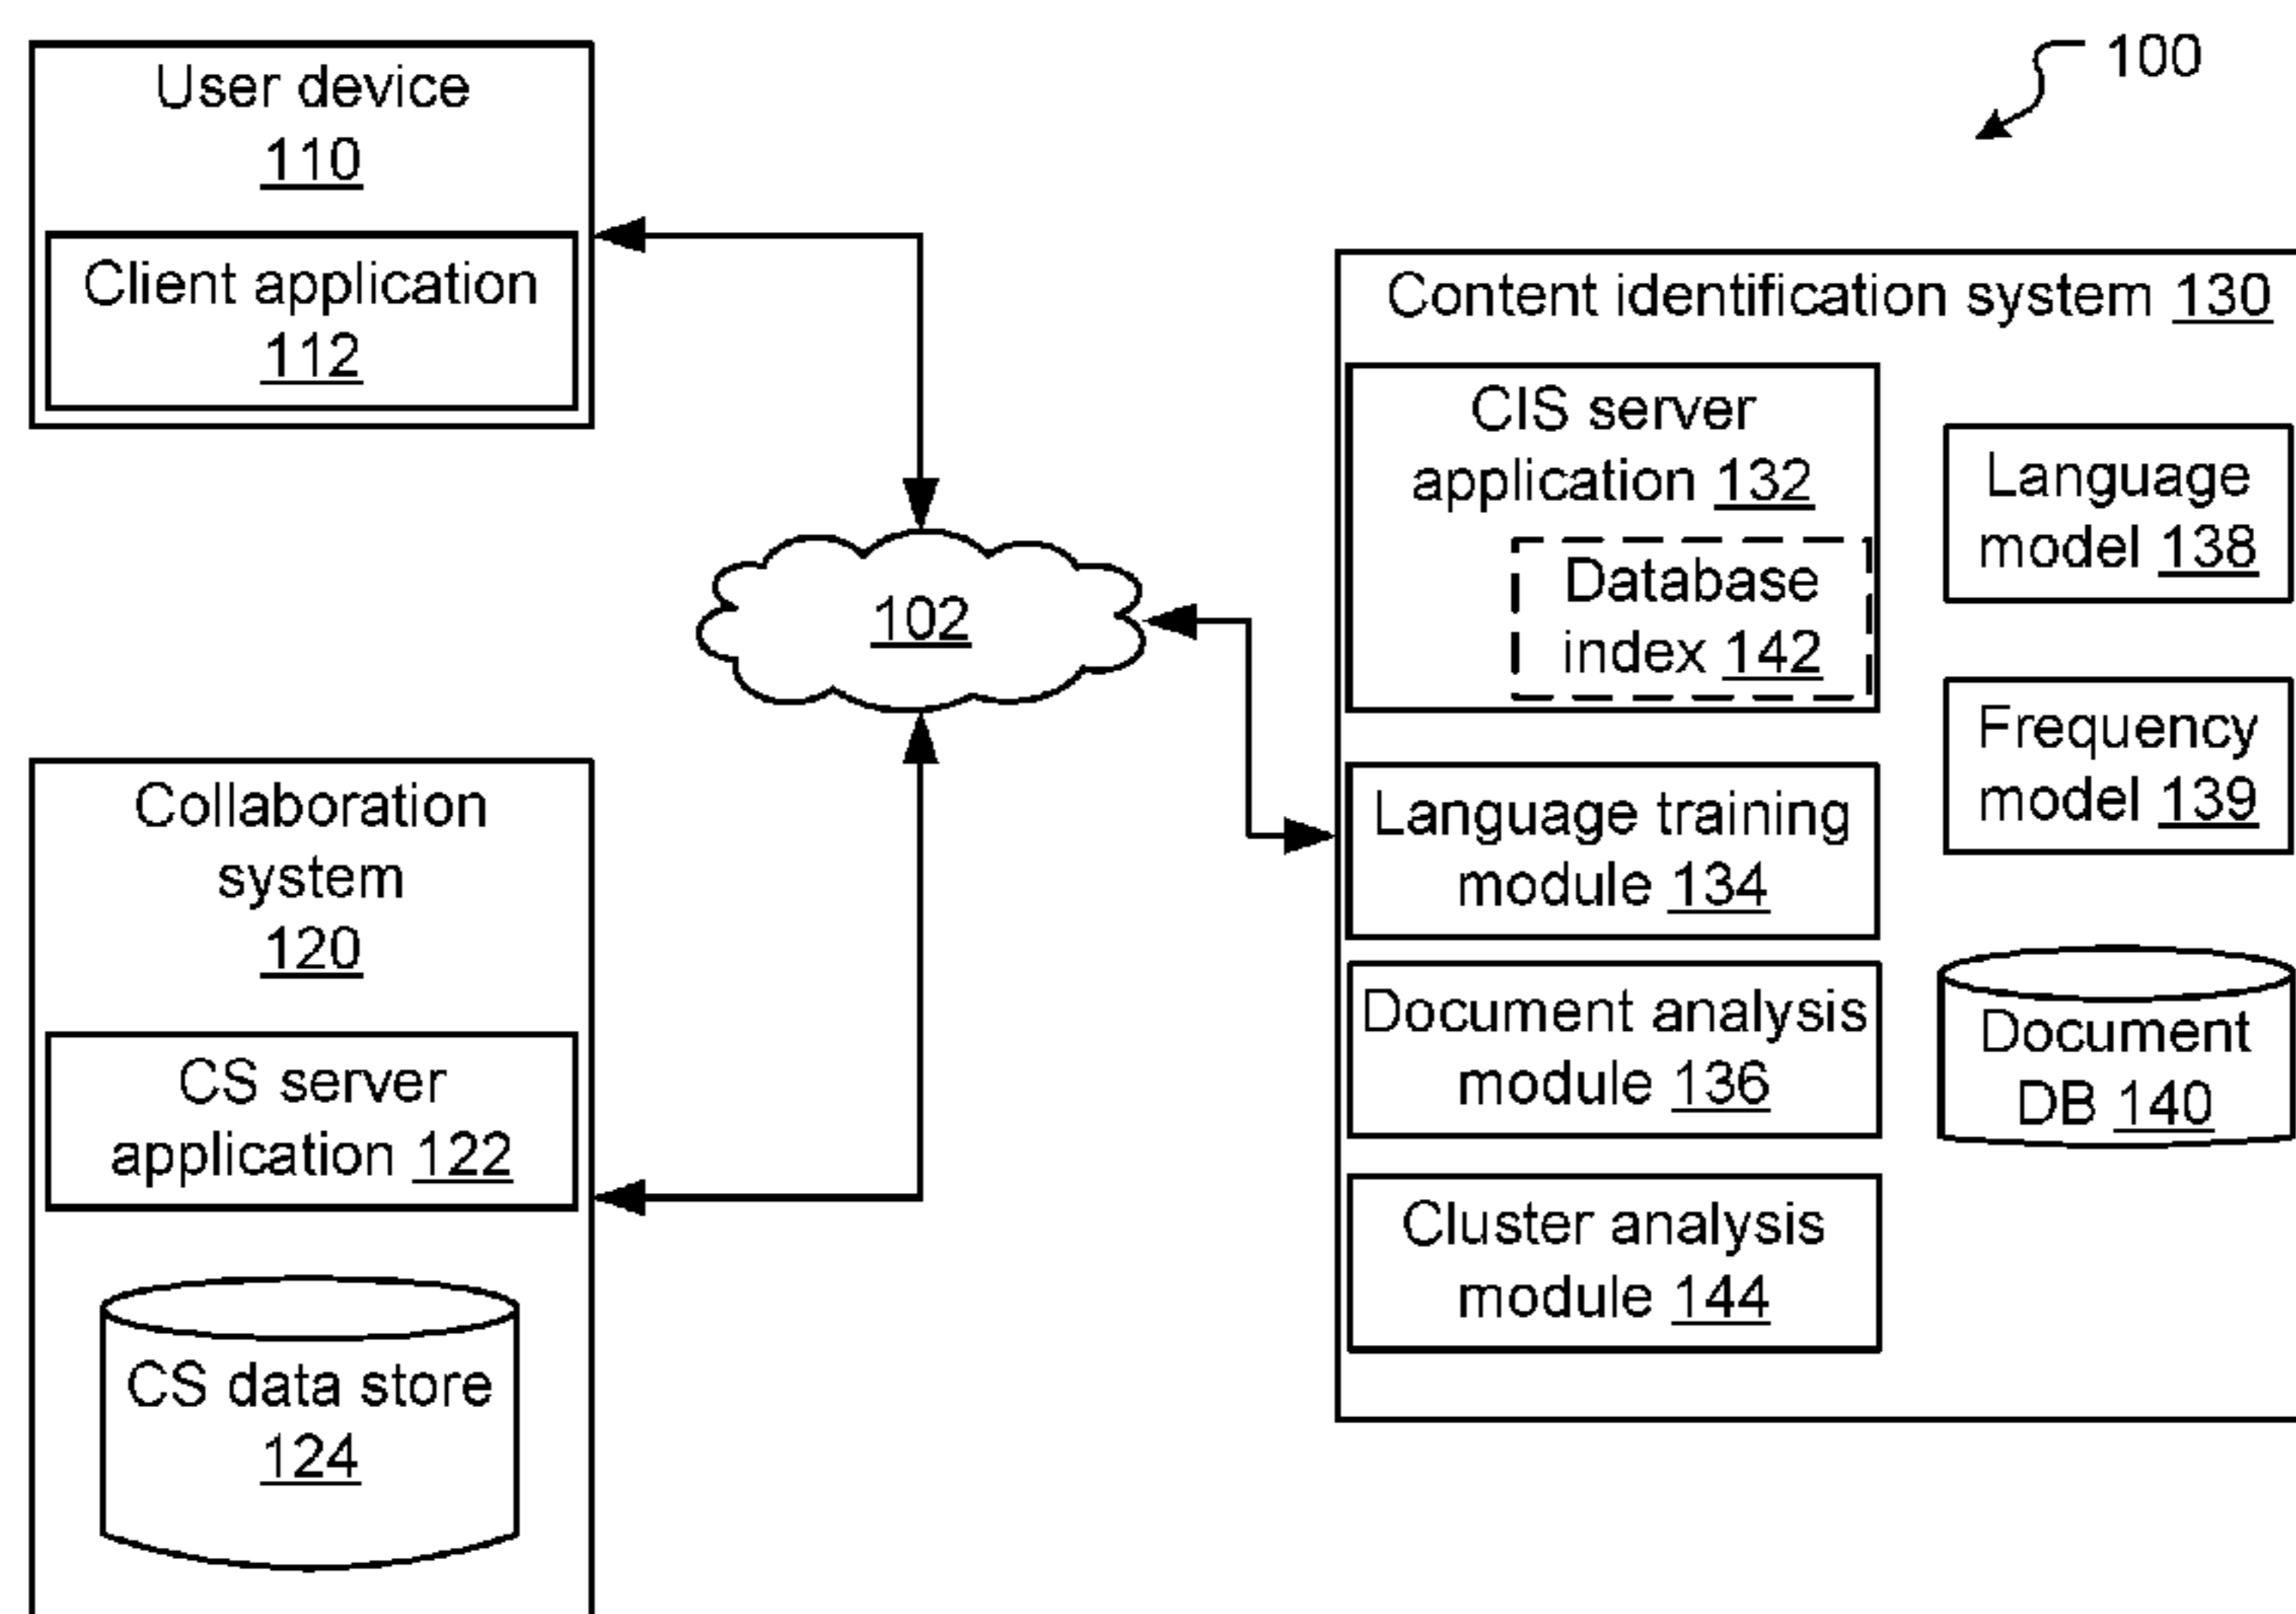 100
User device
110
Client application
112
102
Collaboration
system
120
CS server
application 122
CS data store
124
Content identification system 130
CIS server
application 132
Database
index 142
Language training
module 134
Document analysis
module 136
Cluster analysis
module 144
Language
model 138
Frequency
model 139
Document
DB 140